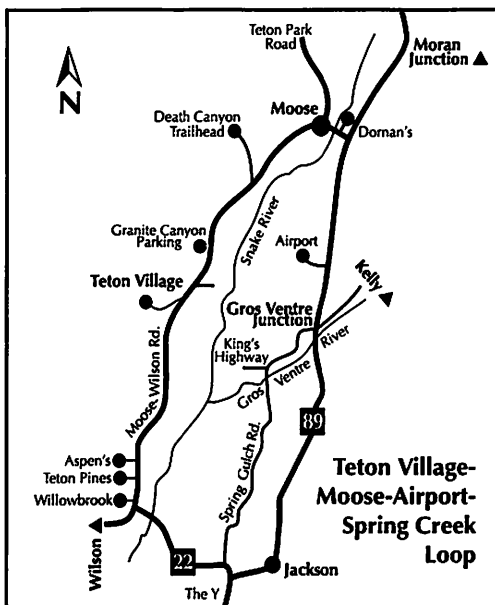 Teton Park
Road
Moran
Junction
N
Moose
Death Canyon
Trailhead
Dornan's
Snake River
Granite Canyon
Parking
Airport
Teton Village
Kelly
Gros Ventre
Junction
King's
Highway
Gros Ventre River
Moose-Wilson Rd.
89
Spring Gulch Rd.
Aspen's
Teton Pines
Willowbrook
Teton Village-
Moose-Airport-
Spring Creek
Loop
Wilson
22
Jackson
The Y